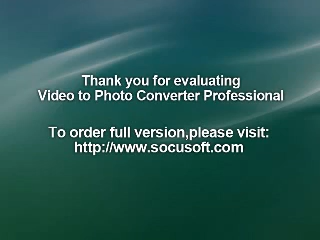 Thank you for evaluating
Video to Photo Converter Professional
To order full version,please visit:
http://www.socusoft.com